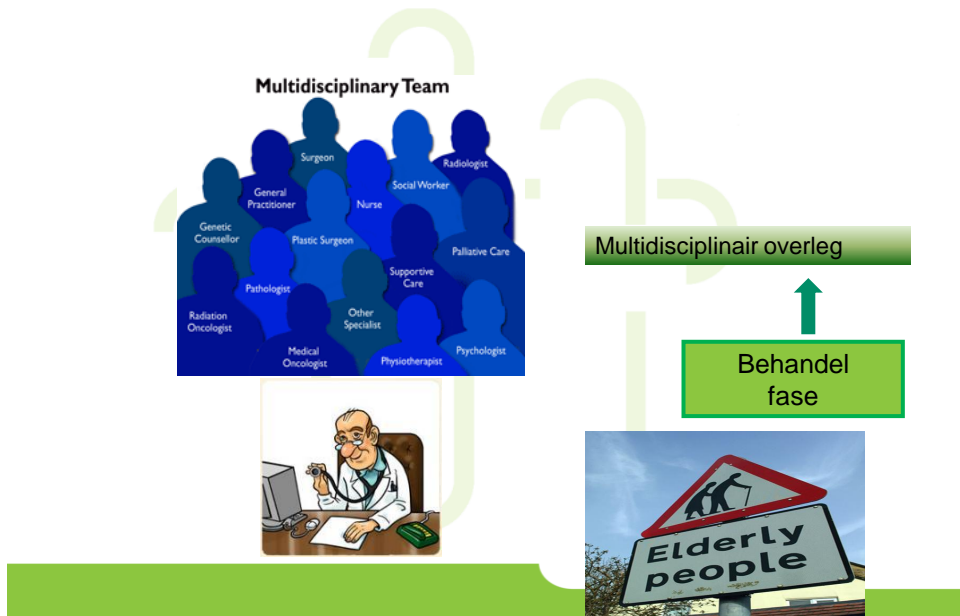 Multidisciplinary Team
Surgeon
Radiologist
General
Practitioner
Nurse
Social Worker
Genetic
Counsellor
Plastic Surgeon
Palliative Care
Supportive
Care
Pathologist
Radiation
Oncologist
Other
Specialist
Medical
Oncologist
Physiotherapist
Psychologist
Multidisciplinair overleg
Behandel
fase
Elderly
people